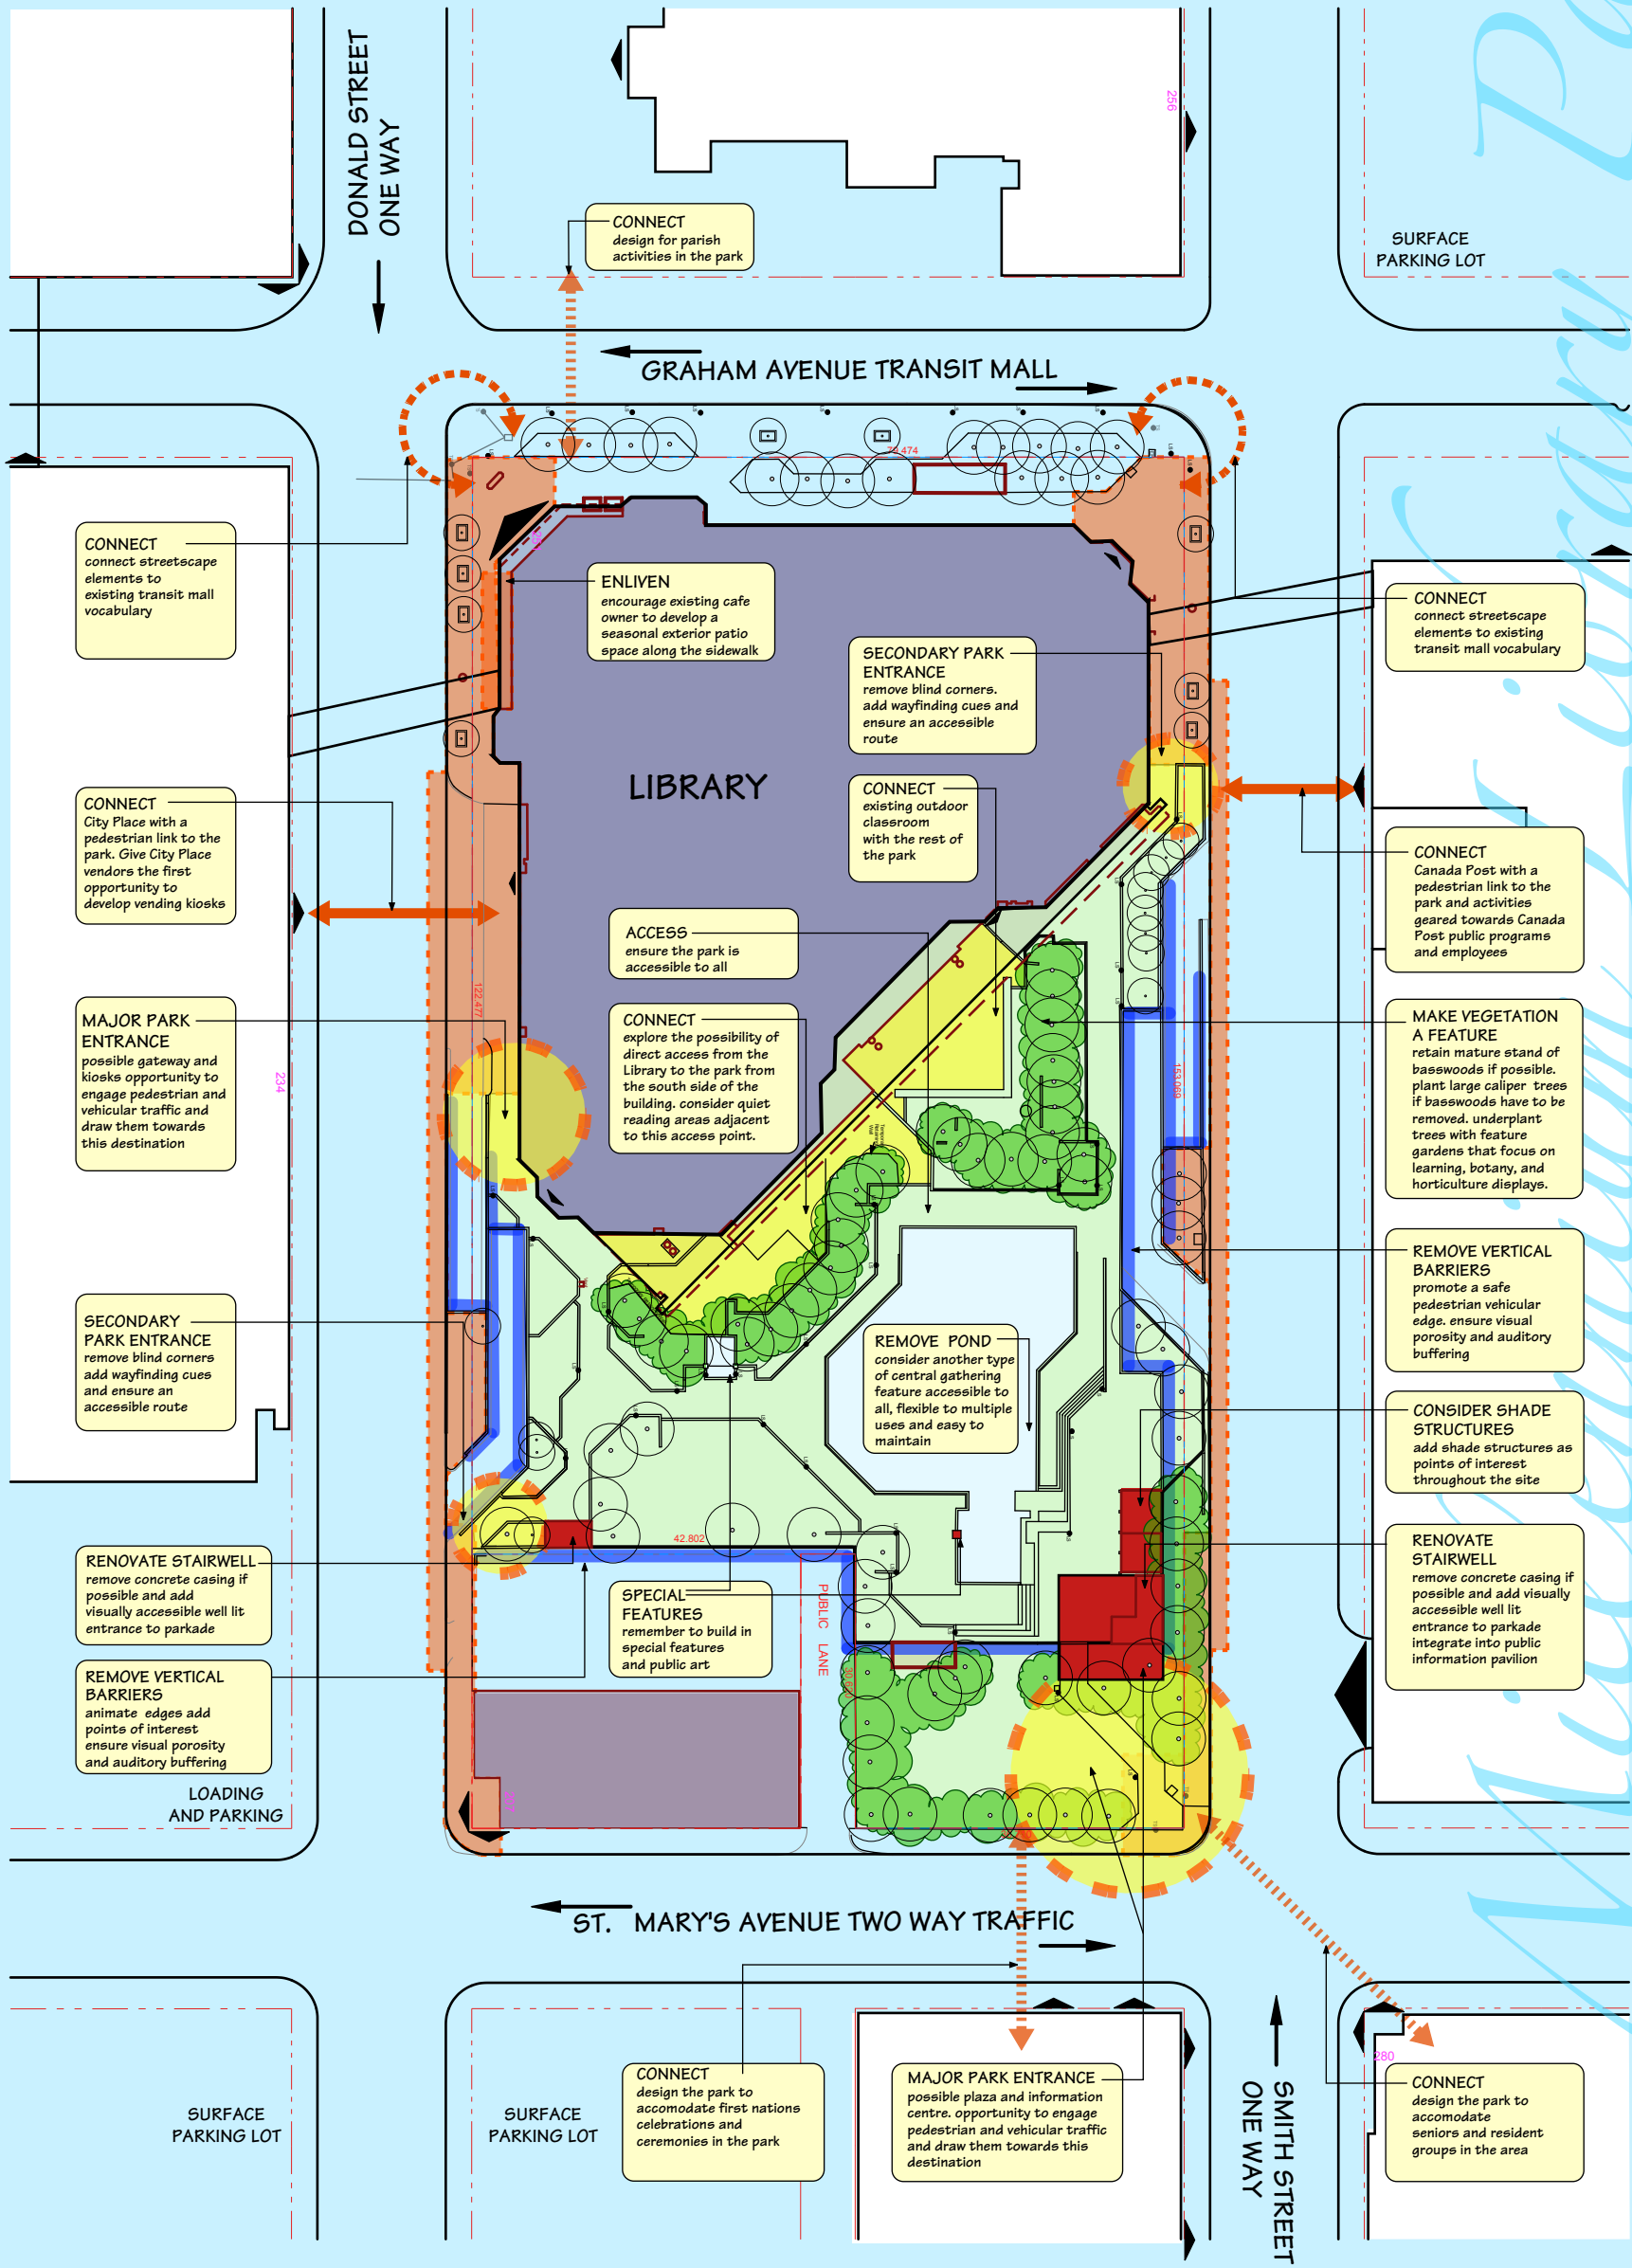 DONALD STREET
ONE WAY
256
CONNECT
design for parish
activities in the park
SURFACE
PARKING LOT
GRAHAM AVENUE TRANSIT MALL
79.474
CONNECT
connect streetscape
elements to
existing transit mall
vocabulary
ENLIVEN
encourage existing cafe
owner to develop a
seasonal exterior patio
space along the sidewalk
CONNECT
connect streetscape
elements to existing
transit mall vocabulary
SECONDARY PARK
ENTRANCE
remove blind corners.
add wayfinding cues and
ensure an accessible
route
LIBRARY
CONNECT
City Place with a
pedestrian link to the
park. Give City Place
vendors the first
opportunity to
develop vending kiosks
CONNECT
existing outdoor
classroom
with the rest of
the park
CONNECT
Canada Post with a
pedestrian link to the
park and activities
geared towards Canada
Post public programs
and employees
ACCESS
ensure the park is
accessible to all
122.477
MAJOR PARK
ENTRANCE
possible gateway and
kiosks opportunity to
engage pedestrian and
vehicular traffic and
draw them towards
this destination
234
CONNECT
explore the possibility of
direct access from the
Library to the park from
the south side of the
building. consider quiet
reading areas adjacent
to this access point.
153.069
MAKE VEGETATION
A FEATURE
retain mature stand of
basswoods if possible.
plant large caliper trees
if basswoods have to be
removed. underplant
trees with feature
gardens that focus on
learning, botany, and
horticulture displays.
REMOVE VERTICAL
BARRIERS
promote a safe
pedestrian vehicular
edge. ensure visual
porosity and auditory
buffering
SECONDARY
PARK ENTRANCE
remove blind corners
add wayfinding cues
and ensure an
accessible route
REMOVE POND
consider another type
of central gathering
feature accessible to
all, flexible to multiple
uses and easy to
maintain
CONSIDER SHADE
STRUCTURES
add shade structures as
points of interest
throughout the site
42.802
RENOVATE STAIRWELL
remove concrete casing if
possible and add
visually accessible well lit
entrance to parkade
RENOVATE
STAIRWELL
remove concrete casing if
possible and add visually
accessible well lit
entrance to parkade
integrate into public
information pavilion
SPECIAL
FEATURES
remember to build in
special features
and public art
PUBLIC LANE
REMOVE VERTICAL
BARRIERS
animate edges add
points of interest
ensure visual porosity
and auditory buffering
LOADING
AND PARKING
207
ST. MARY'S AVENUE TWO WAY TRAFFIC
280
SURFACE
PARKING LOT
SURFACE
PARKING LOT
CONNECT
design the park to
accomodate first nations
celebrations and
ceremonies in the park
MAJOR PARK ENTRANCE
possible plaza and information
centre. opportunity to engage
pedestrian and vehicular traffic
and draw them towards this
destination
SMITH STREET
ONE WAY
CONNECT
design the park to
accomodate
seniors and resident
groups in the area